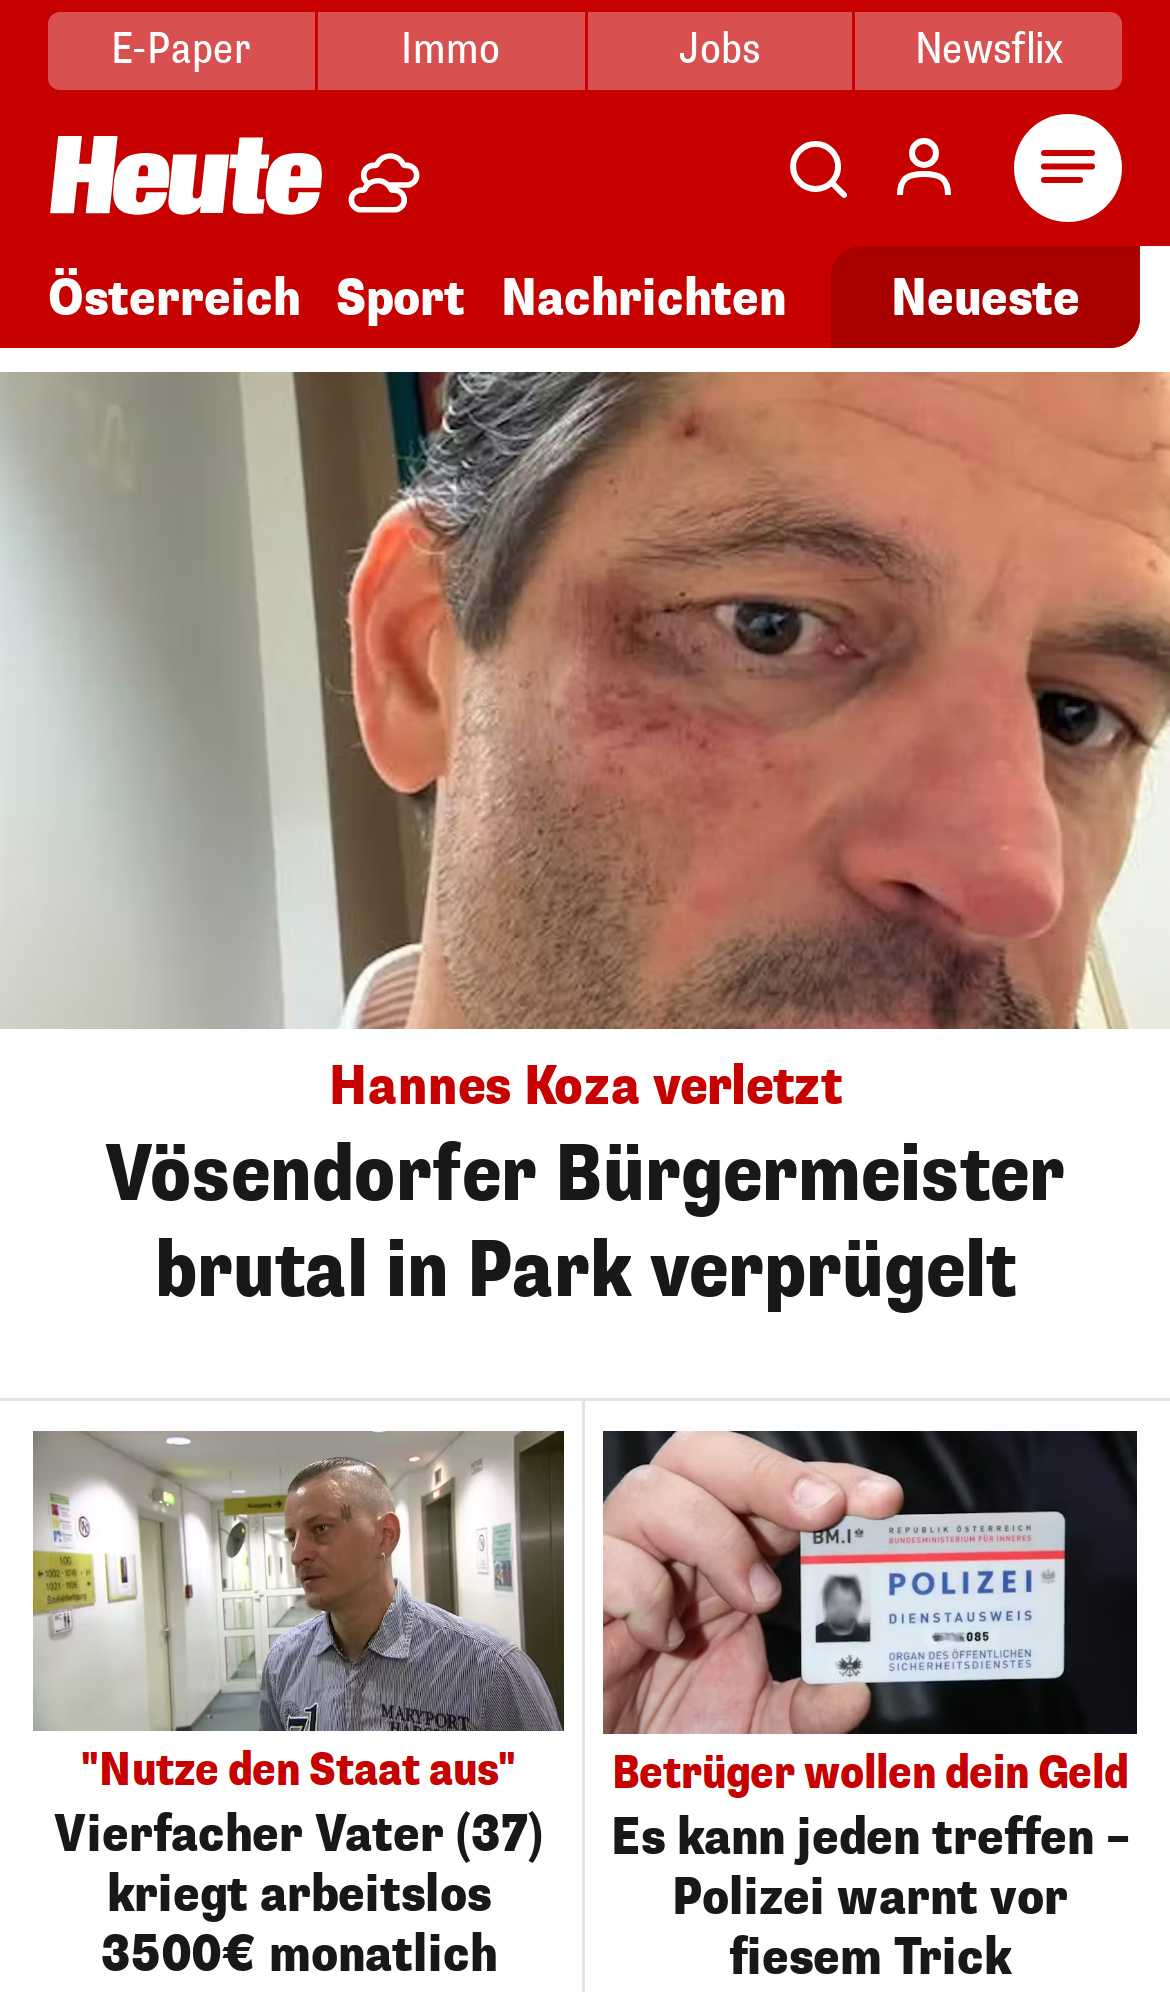 E-Paper
Immo
Jobs
Newsflix
Heute
Österreich
Sport
Nachrichten
Neueste
Hannes Koza verletzt
Vösendorfer Bürgermeister
brutal in Park verprügelt
MARYPORT
71
"Nutze den Staat aus"
Vierfacher Vater (37)
kriegt arbeitslos
3500€ monatlich
BM.I
REPUBLIK ÖSTERREICH
BUNDESMINISTERIUM FÜR INNERES
POLIZEI
DIENSTAUSWEIS
085
ORGAN DES ÖFFENTLICHEN
SICHERHEITSDIENSTES
Betrüger wollen dein Geld
Es kann jeden treffen –
Polizei warnt vor
fiesem Trick